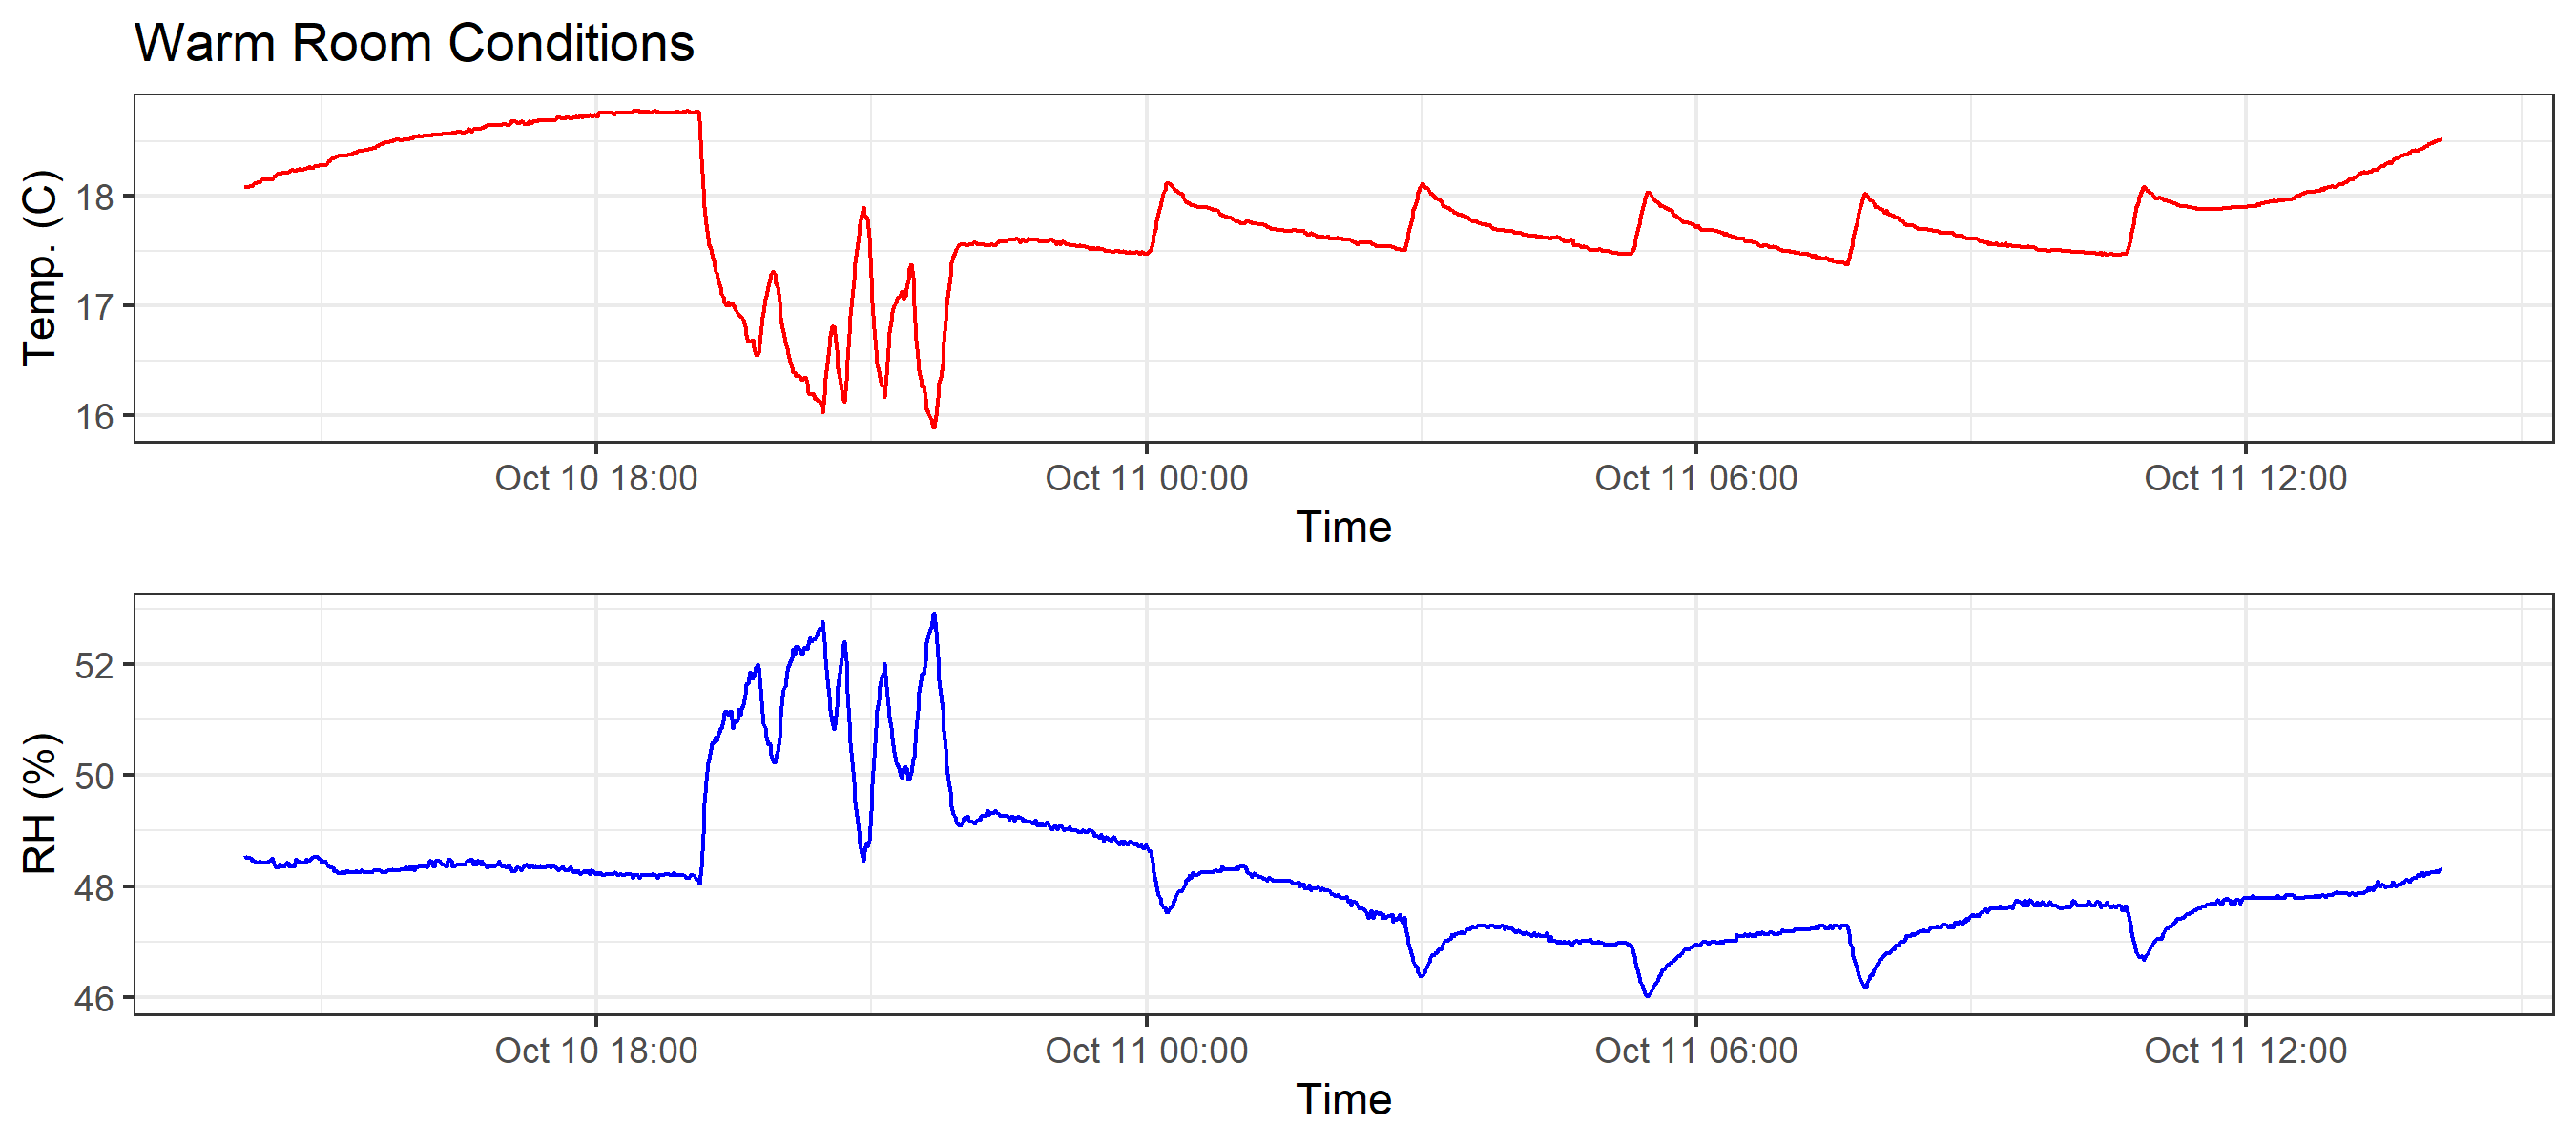 Warm Room Conditions
Temp. (C)
18
17
16
Oct 10 18:00 Oct 11 00:00 Oct 11 06:00 Oct 11 12:00
Time
RH (%)
52
50
48
46
Oct 10 18:00 Oct 11 00:00 Oct 11 06:00 Oct 11 12:00
Time